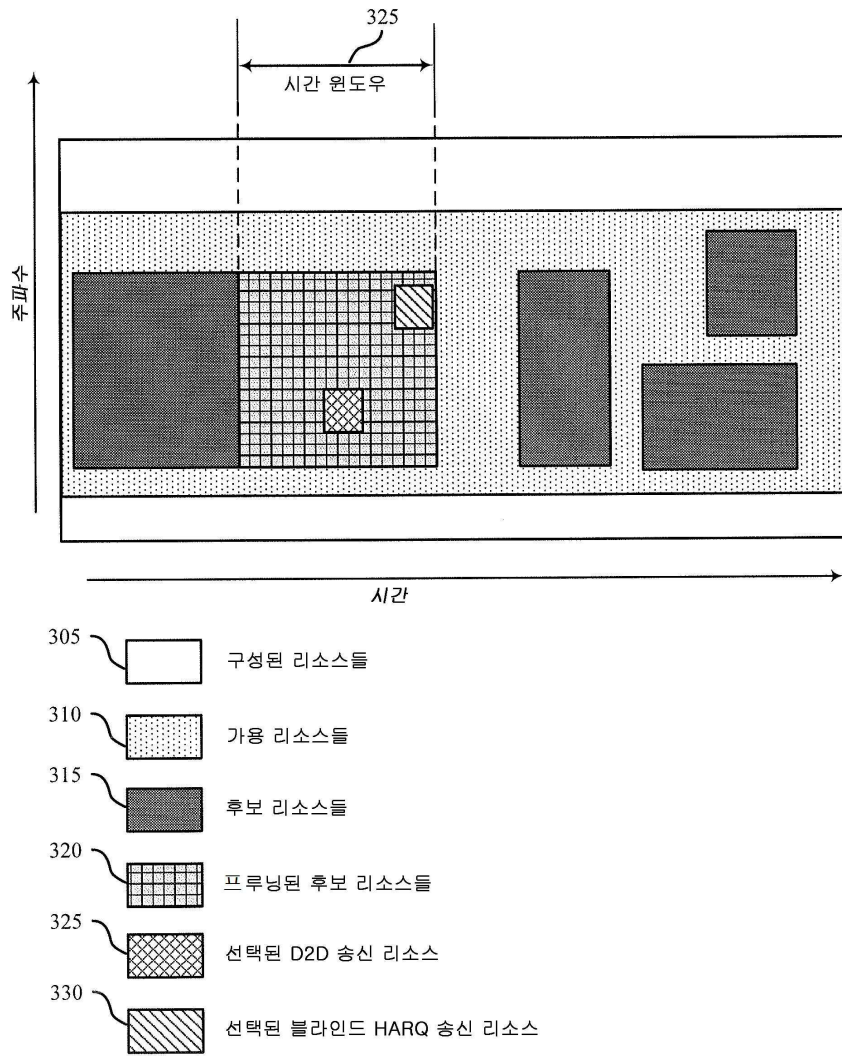 325
시간 윈도우
주파수
시간
305
구성된 리소스들
310
가용 리소스들
315
후보 리소스들
320
프루닝된 후보 리소스들
325
선택된 D2D 송신 리소스
330
선택된 블라인드 HARQ 송신 리소스